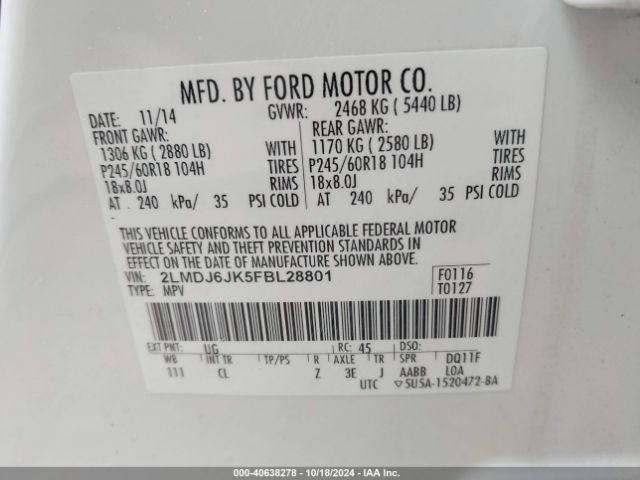 MFD. BY FORD MOTOR CO.
DATE: 11/14 GVWR: 2468 KG ( 5440 LB)
FRONT GAWR: REAR GAWR:
1306 KG ( 2880 LB) WITH 1170 KG ( 2580 LB) WITH
P245/60R18 104H TIRES P245/60R18 104H TIRES
18x8.0J RIMS 18x8.0J RIMS
AT . 240 kPa/ 35 PSI COLD AT . 240 kPa/ 35 PSI COLD
THIS VEHICLE CONFORMS TO ALL APPLICABLE FEDERAL MOTOR
VEHICLE SAFETY AND THEFT PREVENTION STANDARDS IN
EFFECT ON THE DATE OF MANUFACTURE SHOWN ABOVE.
VIN: 2LMDJ6JK5FBL28801 F0116
TYPE: MPV T0127
EXT PNT: UG RC: 45 DSO:
WB INT TR TP/PS R AXLE TR SPR DQ11F
111 CL Z 3E J AABB LOA
UTC ▽5U5A-1520472-BA
000-40638278 - 10/18/2024 - IAA Inc.